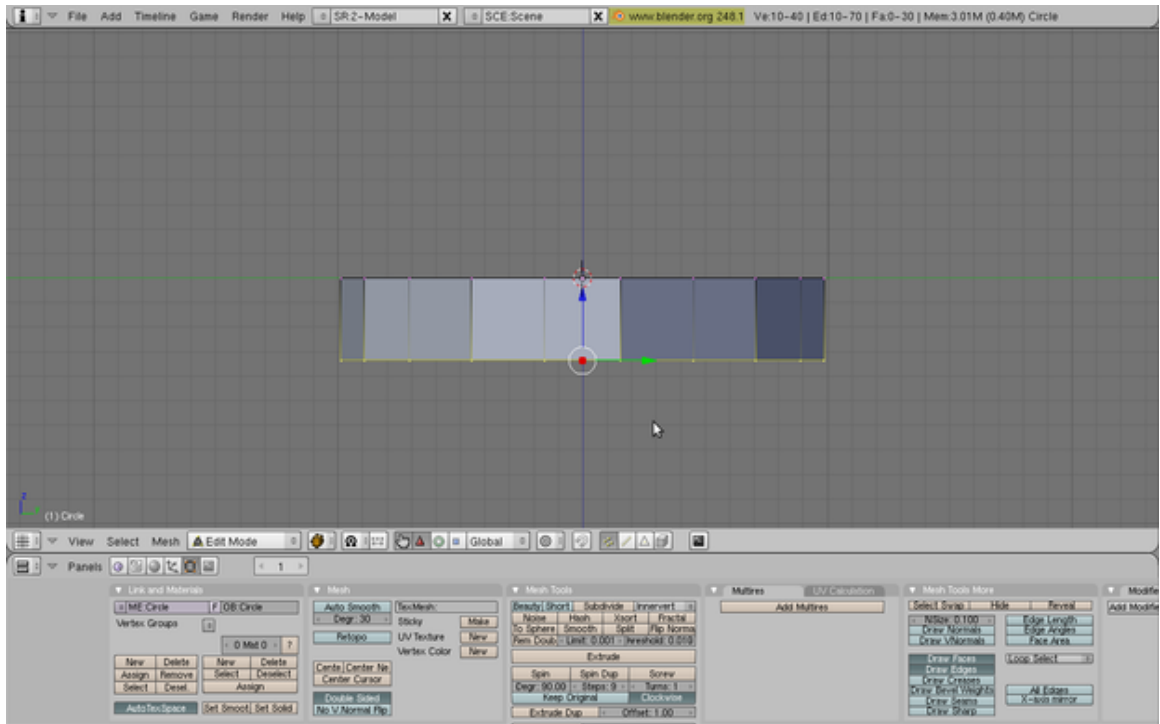 File Add Timeline Game Render Help SR:2-Model X SCE:Scene X www.blender.org 248.1 Ve:10-40 | Ed:10-70 | Fa:0-30 | Mem:3.01M (0.40M) Circle
z
(1) Circle
View Select Mesh Edit Mode Global
Panels 1
Link and Materials
ME:Circle F OB:Circle
Vertex Groups
0 Mat 0 ?
New Delete New Delete
Assign Remove Select Deselect
Select Desel. Assign
AutoTexSpace Set Smoot Set Solid
Mesh
Auto Smooth TexMesh:
Degr: 30 Sticky Make
Retopo UV Texture New
Vertex Color New
Cente Center Ne
Center Cursor
Double Sided
No V.Normal Flip
Mesh Tools
Beauty Short Subdivide Innervert
Noise Hash Xsort Fractal
To Sphere Smooth Split Flip Norma
Rem Doub Limit: 0.001 hreshold: 0.010
Extrude
Spin Spin Dup Screw
Degr: 90.00 Steps: 9 Turns: 1
Keep Original Clockwise
Extrude Dup Offset: 1.00
Multires UV Calculation
Add Multires
Mesh Tools More
Select Swap Hide Reveal
NSize: 0.100 Edge Length
Draw Normals Edge Angles
Draw VNormals Face Area
Draw Faces Loop Select
Draw Edges
Draw Creases
Draw Bevel Weights All Edges
Draw Seams X-axis mirror
Draw Sharp
Modifie
Add Modifie